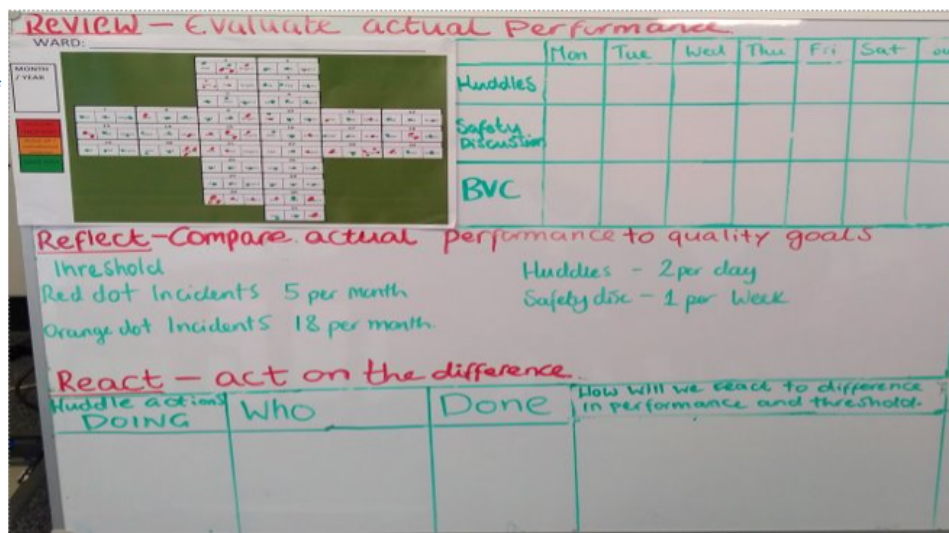 REVIEW – Evaluate actual Performance
WARD:
MONTH / YEAR
Mon Tue Wed Thu Fri Sat
Huddles
Safety Discustion
BVC
Reflect – Compare actual performance to quality goals
Threshold
Red dot Incidents 5 per month
Orange dot Incidents 18 per month.
Huddles – 2 per day
Safety disc – 1 per Week
React – act on the difference
Huddle actions DOING
Who
Done
How will we react to difference
in performance and threshold.